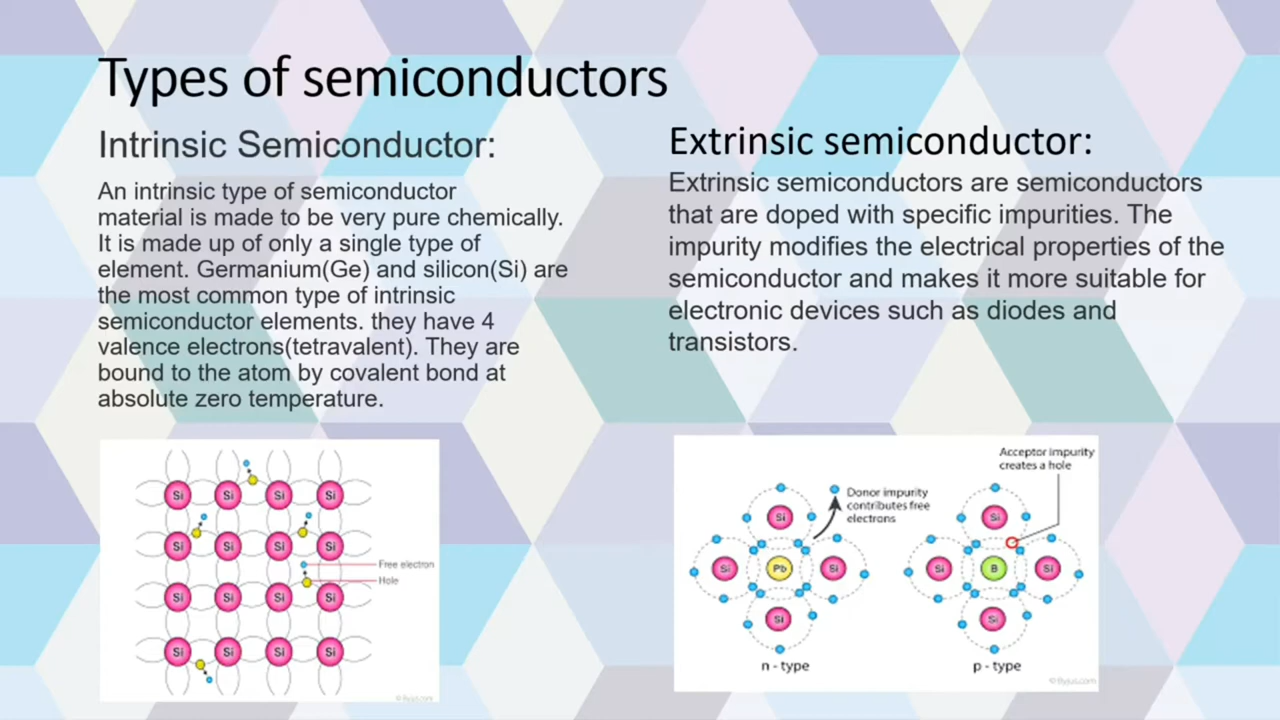 Types of semiconductors
Intrinsic Semiconductor:
An intrinsic type of semiconductor
material is made to be very pure chemically.
It is made up of only a single type of
element. Germanium(Ge) and silicon(Si) are
the most common type of intrinsic
semiconductor elements. they have 4
valence electrons(tetravalent). They are
bound to the atom by covalent bond at
absolute zero temperature.
Si Si Si Si
Si Si Si Si
Free electron
Hole
Si Si Si Si
Si Si Si Si
© Byjus.com
Extrinsic semiconductor:
Extrinsic semiconductors are semiconductors
that are doped with specific impurities. The
impurity modifies the electrical properties of the
semiconductor and makes it more suitable for
electronic devices such as diodes and
transistors.
Donor impurity
contributes free
electrons
Si
Si Pb Si
Si
n - type
Acceptor impurity
creates a hole
Si
Si B Si
Si
p - type
© Byjus.com